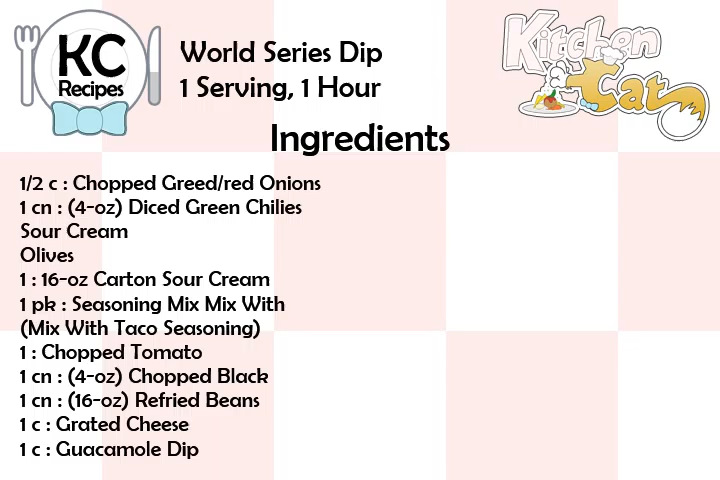 KC
Recipes
World Series Dip
1 Serving, 1 Hour
Kitchen
Cat
Ingredients
1/2 c : Chopped Greed/red Onions
1 cn : (4-oz) Diced Green Chilies
Sour Cream
Olives
1 : 16-oz Carton Sour Cream
1 pk : Seasoning Mix Mix With
(Mix With Taco Seasoning)
1 : Chopped Tomato
1 cn : (4-oz) Chopped Black
1 cn : (16-oz) Refried Beans
1 c : Grated Cheese
1 c : Guacamole Dip